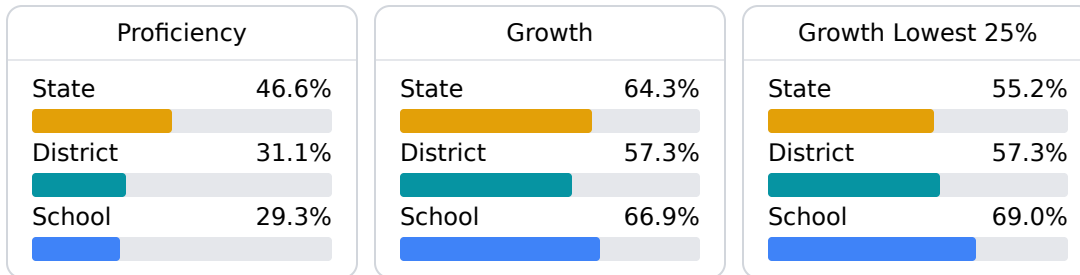 Proficiency
State 46.6%
District 31.1%
School 29.3%
Growth
State 64.3%
District 57.3%
School 66.9%
Growth Lowest 25%
State 55.2%
District 57.3%
School 69.0%